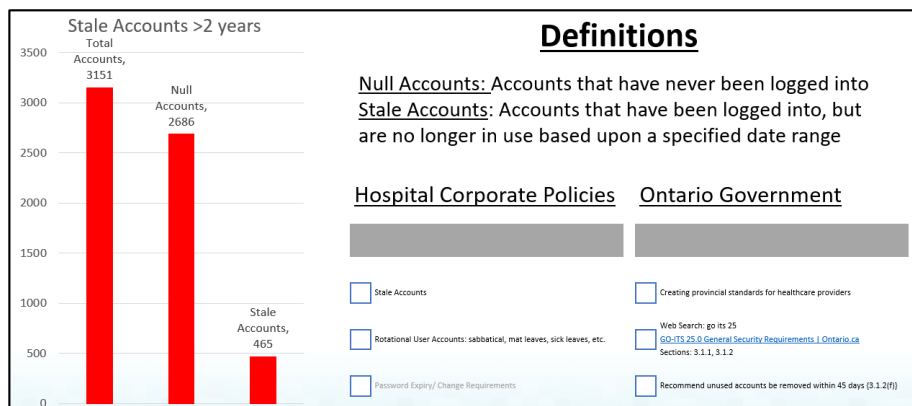 Stale Accounts >2 years
3500
3000
2500
2000
1500
1000
500
0
Total
Accounts,
3151
Null
Accounts,
2686
Stale
Accounts,
465
Definitions
Null Accounts: Accounts that have never been logged into
Stale Accounts: Accounts that have been logged into, but
are no longer in use based upon a specified date range
Hospital Corporate Policies
Stale Accounts
Rotational User Accounts: sabbatical, mat leaves, sick leaves, etc.
Password Expiry/ Change Requirements
Ontario Government
Creating provincial standards for healthcare providers
Web Search: go its 25
GO-ITS 25.0 General Security Requirements | Ontario.ca
Sections: 3.1.1, 3.1.2
Recommend unused accounts be removed within 45 days {3.1.2(f)}